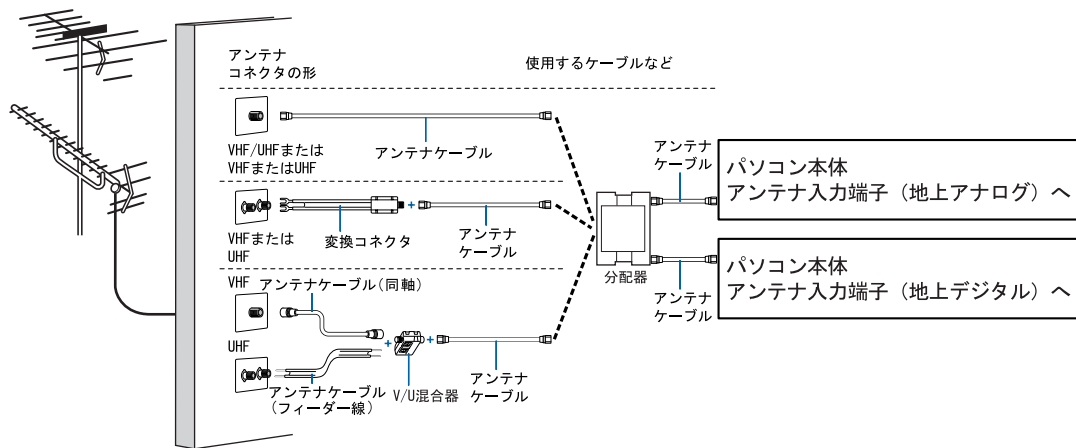 アンテナ
コネクタの形
使用するケーブルなど
VHF/UHFまたは
VHFまたはUHF
アンテナケーブル
VHFまたは
UHF
変換コネクタ
+
アンテナ
ケーブル
VHF
アンテナケーブル(同軸)
UHF
アンテナケーブル
(フィーダー線)
+
V/U混合器
+
アンテナ
ケーブル
分配器
アンテナ
ケーブル
パソコン本体
アンテナ入力端子(地上アナログ)へ
アンテナ
ケーブル
パソコン本体
アンテナ入力端子(地上デジタル)へ